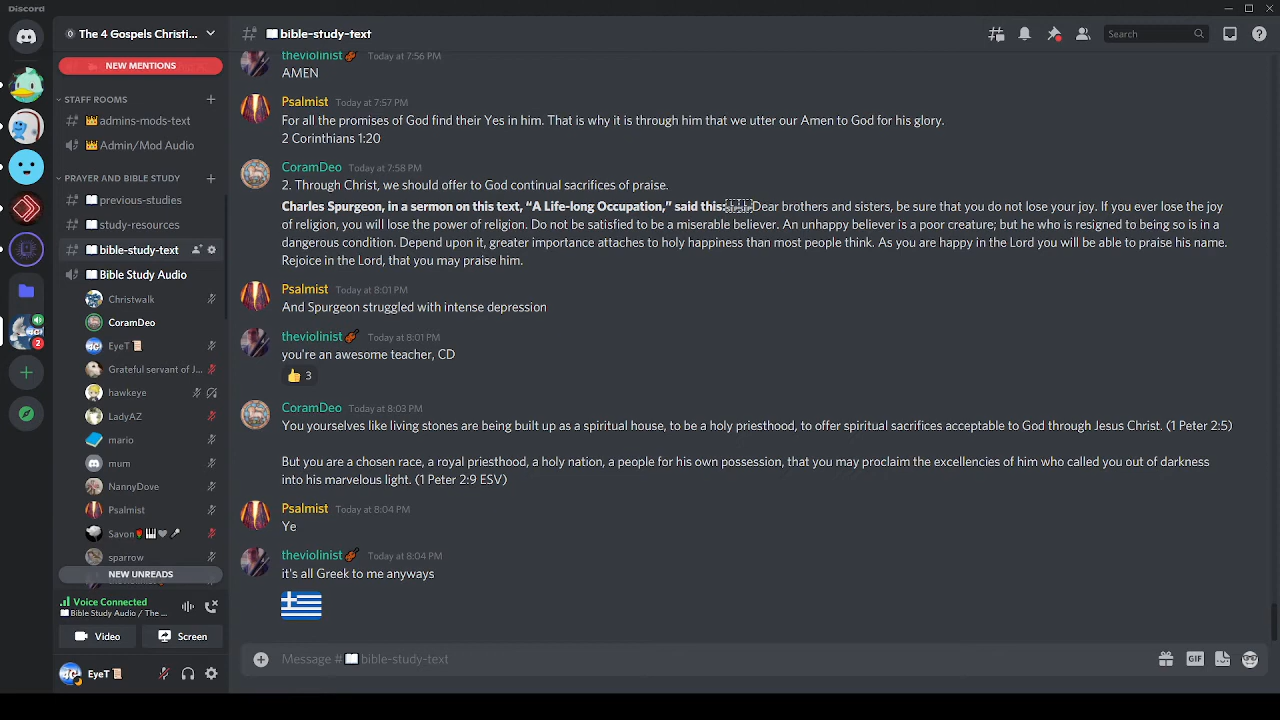 Discord
The 4 Gospels Christi...
bible-study-text
Search
NEW MENTIONS
STAFF ROOMS
admins-mods-text
Admin/Mod Audio
PRAYER AND BIBLE STUDY
previous-studies
study-resources
bible-study-text
Bible Study Audio
Christwalk
CoramDeo
EyeT
Grateful servant of J...
hawkeye
LadyAZ
mario
mum
NannyDove
Psalmist
Savon
sparrow
NEW UNREADS
Voice Connected
Bible Study Audio / The ...
Video
Screen
EyeT
2
theviolinist Today at 7:56 PM
AMEN
Psalmist Today at 7:57 PM
For all the promises of God find their Yes in him. That is why it is through him that we utter our Amen to God for his glory.
2 Corinthians 1:20
CoramDeo Today at 7:58 PM
2. Through Christ, we should offer to God continual sacrifices of praise.
Charles Spurgeon, in a sermon on this text, “A Life-long Occupation,” said this: Dear brothers and sisters, be sure that you do not lose your joy. If you ever lose the joy
of religion, you will lose the power of religion. Do not be satisfied to be a miserable believer. An unhappy believer is a poor creature; but he who is resigned to being so is in a
dangerous condition. Depend upon it, greater importance attaches to holy happiness than most people think. As you are happy in the Lord you will be able to praise his name.
Rejoice in the Lord, that you may praise him.
Psalmist Today at 8:01 PM
And Spurgeon struggled with intense depression
theviolinist Today at 8:01 PM
you're an awesome teacher, CD
3
CoramDeo Today at 8:03 PM
You yourselves like living stones are being built up as a spiritual house, to be a holy priesthood, to offer spiritual sacrifices acceptable to God through Jesus Christ. (1 Peter 2:5)
But you are a chosen race, a royal priesthood, a holy nation, a people for his own possession, that you may proclaim the excellencies of him who called you out of darkness
into his marvelous light. (1 Peter 2:9 ESV)
Psalmist Today at 8:04 PM
Ye
theviolinist Today at 8:04 PM
it's all Greek to me anyways
Message # bible-study-text
GIF